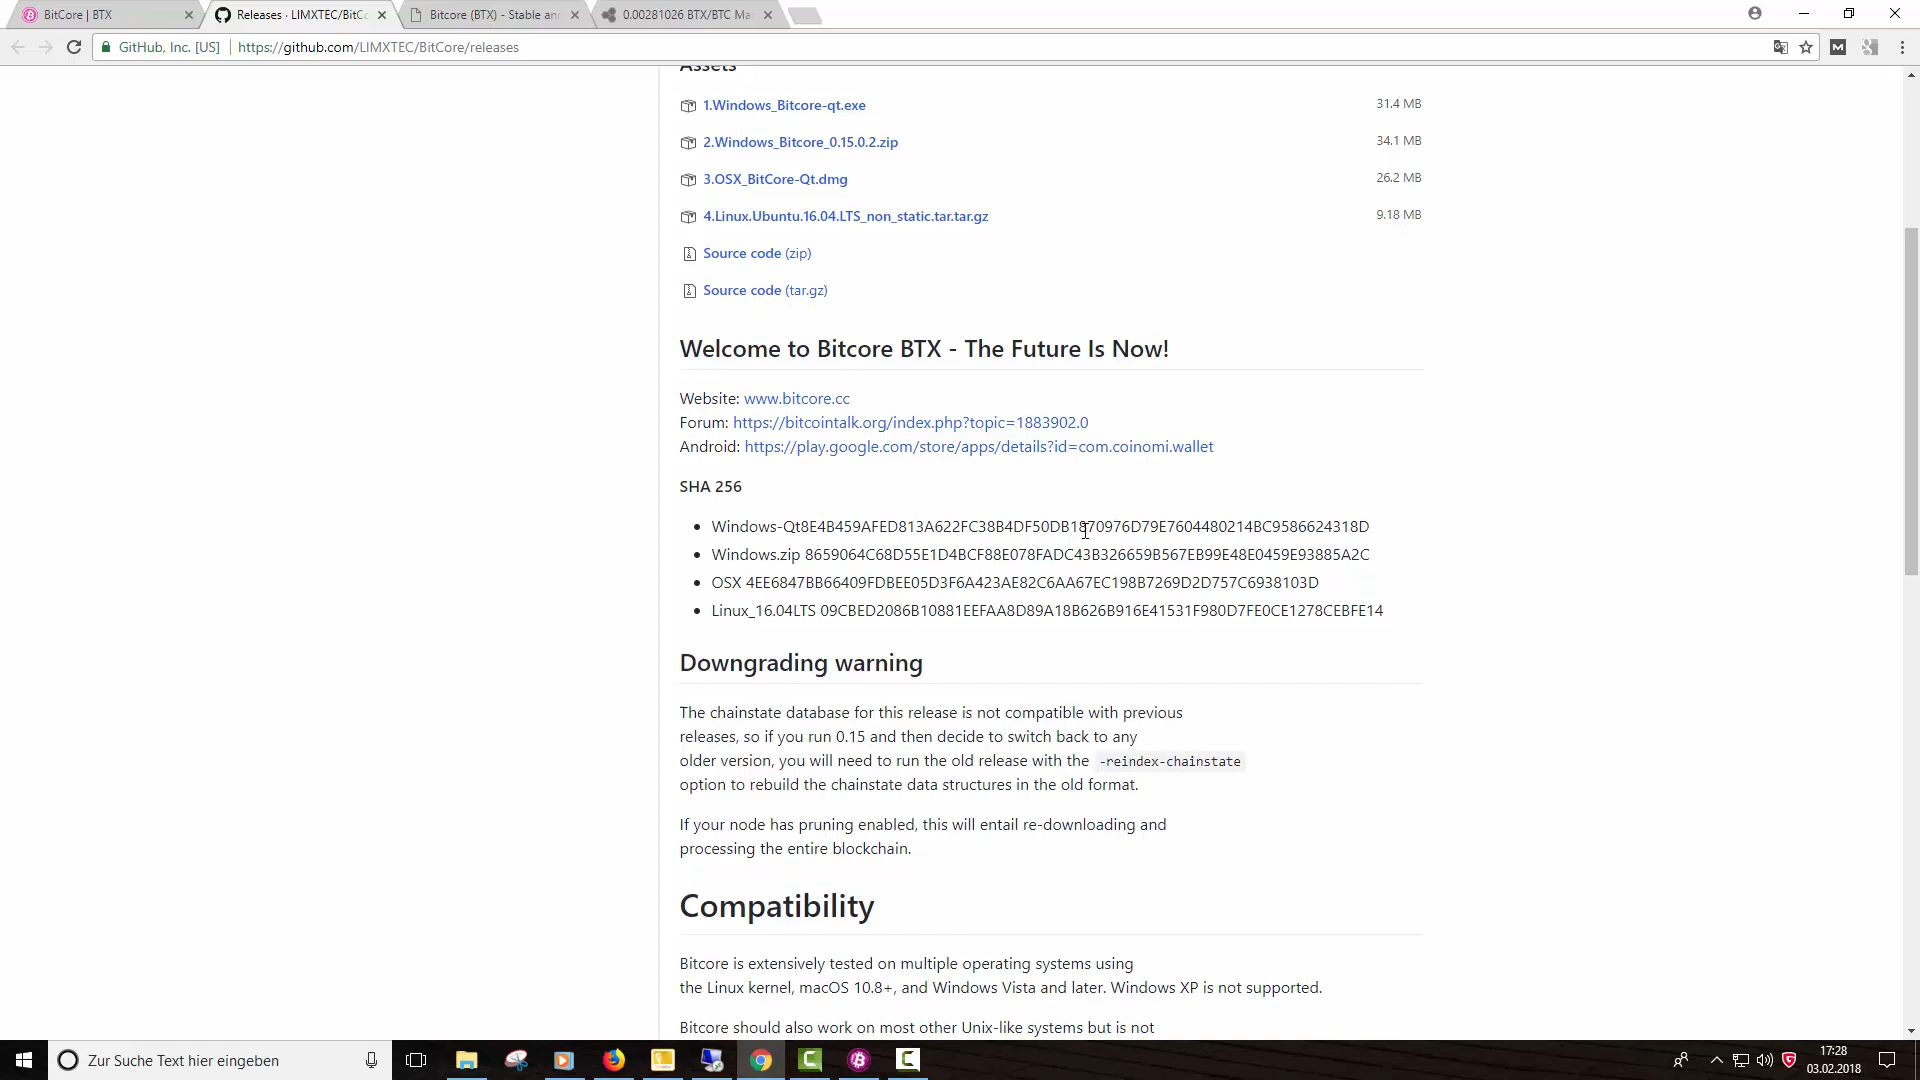 BitCore | BTX
Releases · LIMXTEC/BitC
Bitcore (BTX) - Stable an
0.00281026 BTX/BTC Ma
GitHub, Inc. [US]
https://github.com/LIMXTEC/BitCore/releases
Assets
1.Windows_Bitcore-qt.exe 31.4 MB
2.Windows_Bitcore_0.15.0.2.zip 34.1 MB
3.OSX_BitCore-Qt.dmg 26.2 MB
4.Linux.Ubuntu.16.04.LTS_non_static.tar.tar.gz 9.18 MB
Source code (zip)
Source code (tar.gz)
Welcome to Bitcore BTX - The Future Is Now!
Website: www.bitcore.cc
Forum: https://bitcointalk.org/index.php?topic=1883902.0
Android: https://play.google.com/store/apps/details?id=com.coinomi.wallet
SHA 256
Windows-Qt8E4B459AFED813A622FC38B4DF50DB1870976D79E7604480214BC9586624318D
Windows.zip 8659064C68D55E1D4BCF88E078FADC43B326659B567EB99E48E0459E93885A2C
OSX 4EE6847BB66409FDBEE05D3F6A423AE82C6AA67EC198B7269D2D757C6938103D
Linux_16.04LTS 09CBED2086B10881EEFAA8D89A18B626B916E41531F980D7FE0CE1278CEBFE14
Downgrading warning
The chainstate database for this release is not compatible with previous
releases, so if you run 0.15 and then decide to switch back to any
older version, you will need to run the old release with the -reindex-chainstate
option to rebuild the chainstate data structures in the old format.
If your node has pruning enabled, this will entail re-downloading and
processing the entire blockchain.
Compatibility
Bitcore is extensively tested on multiple operating systems using
the Linux kernel, macOS 10.8+, and Windows Vista and later. Windows XP is not supported.
Bitcore should also work on most other Unix-like systems but is not
Zur Suche Text hier eingeben
17:28
03.02.2018